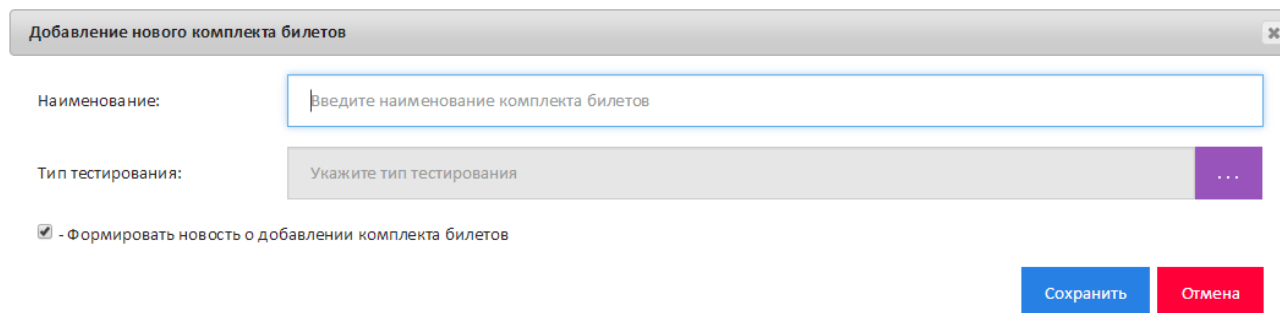 Добавление нового комплекта билетов
Наименование:
Введите наименование комплекта билетов
Тип тестирования:
Укажите тип тестирования
...
- Формировать новость о добавлении комплекта билетов
Сохранить
Отмена